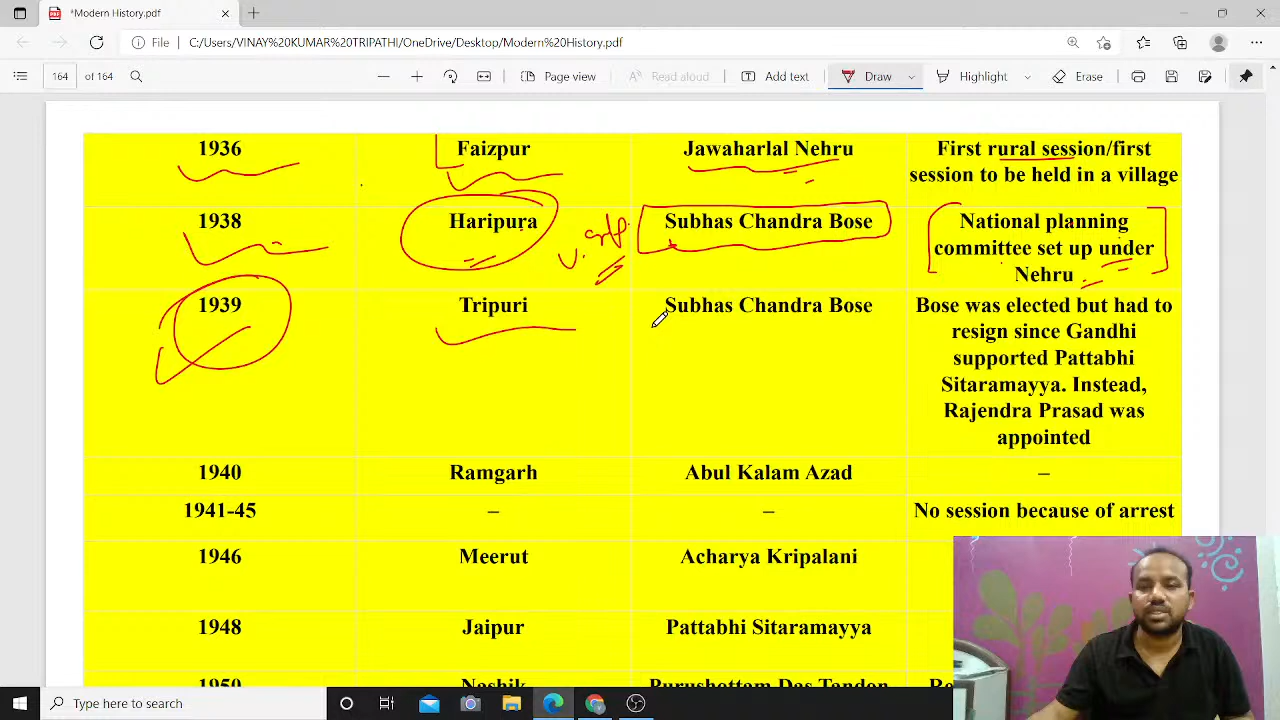 *Modern History.pdf
File
C:/Users/VINAY%20KUMAR%20TRIPATHI/OneDrive/Desktop/Modern%20History.pdf
164 of 164
Page view
Read aloud
Add text
Draw
Highlight
Erase
1936
Faizpur
Jawaharlal Nehru
First rural session/first
session to be held in a village
1938
Haripura
Subhas Chandra Bose
National planning
committee set up under
Nehru
1939
Tripuri
Subhas Chandra Bose
Bose was elected but had to
resign since Gandhi
supported Pattabhi
Sitaramayya. Instead,
Rajendra Prasad was
appointed
1940
Ramgarh
Abul Kalam Azad
–
1941-45
–
–
No session because of arrest
1946
Meerut
Acharya Kripalani
1948
Jaipur
Pattabhi Sitaramayya
1950
Nashik
Purushottam Das Tandon
Type here to search